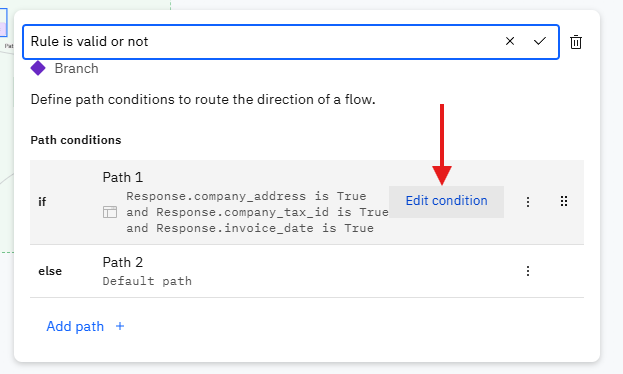 Rule is valid or not
Branch
Define path conditions to route the direction of a flow.
Path conditions
if
Path 1
Response.company_address is True
and Response.company_tax_id is True
and Response.invoice_date is True
Edit condition
else
Path 2
Default path
Add path +